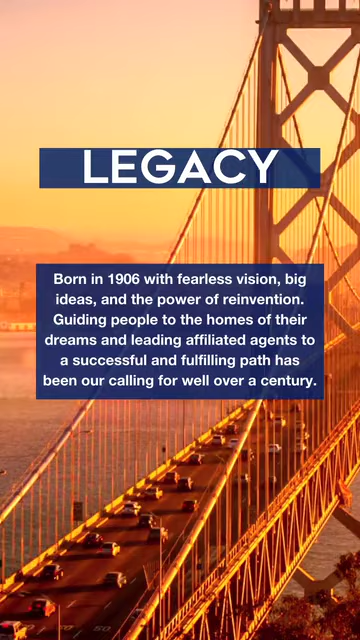 LEGACY
Born in 1906 with fearless vision, big
ideas, and the power of reinvention.
Guiding people to the homes of their
dreams and leading affiliated agents to
a successful and fulfilling path has
been our calling for well over a century.